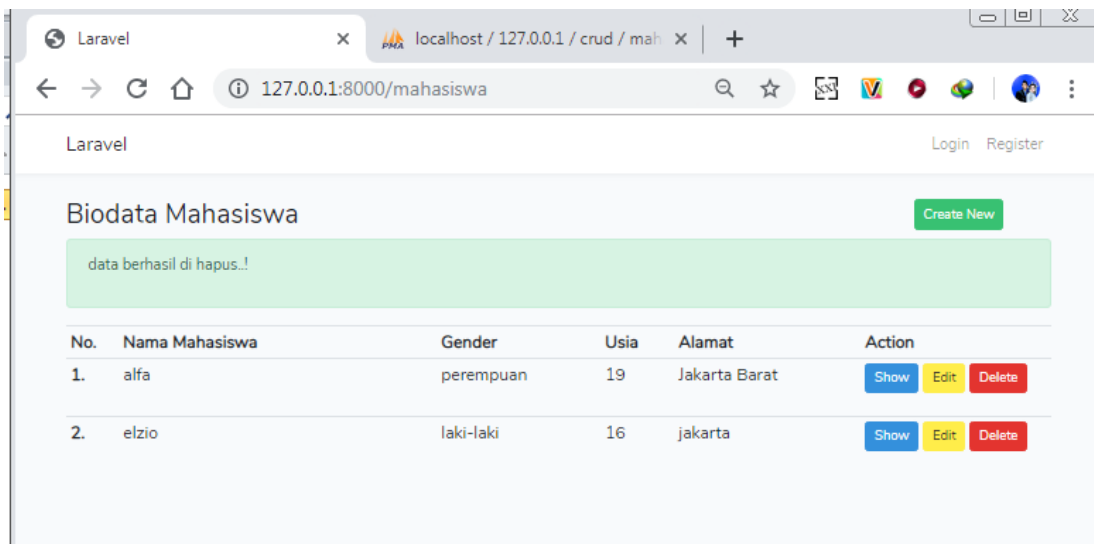 Laravel
localhost / 127.0.0.1 / crud / mah
127.0.0.1:8000/mahasiswa
Laravel Login Register
Biodata Mahasiswa Create New
data berhasil di hapus..!
No. Nama Mahasiswa Gender Usia Alamat Action
1. alfa perempuan 19 Jakarta Barat Show Edit Delete
2. elzio laki-laki 16 jakarta Show Edit Delete